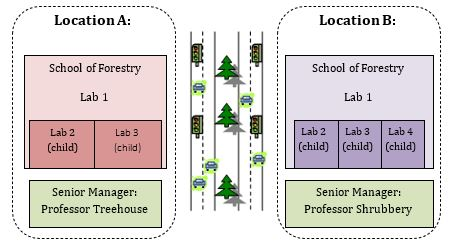 Location A:
School of Forestry
Lab 1
Lab 2
(child)
Lab 3
(child)
Senior Manager:
Professor Treehouse
Location B:
School of Forestry
Lab 1
Lab 2
(child)
Lab 3
(child)
Lab 4
(child)
Senior Manager:
Professor Shrubbery